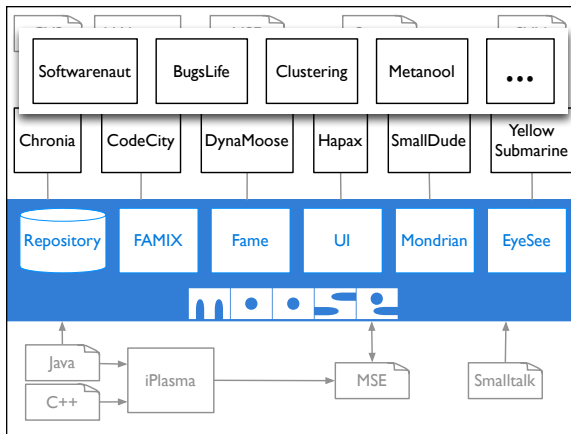 Softwarenaut BugsLife Clustering Metanool ...
Chronia CodeCity DynaMoose Hapax SmallDude Yellow
Submarine
Repository FAMIX Fame UI Mondrian EyeSee
moose
Java
iPlasma MSE Smalltalk
C++